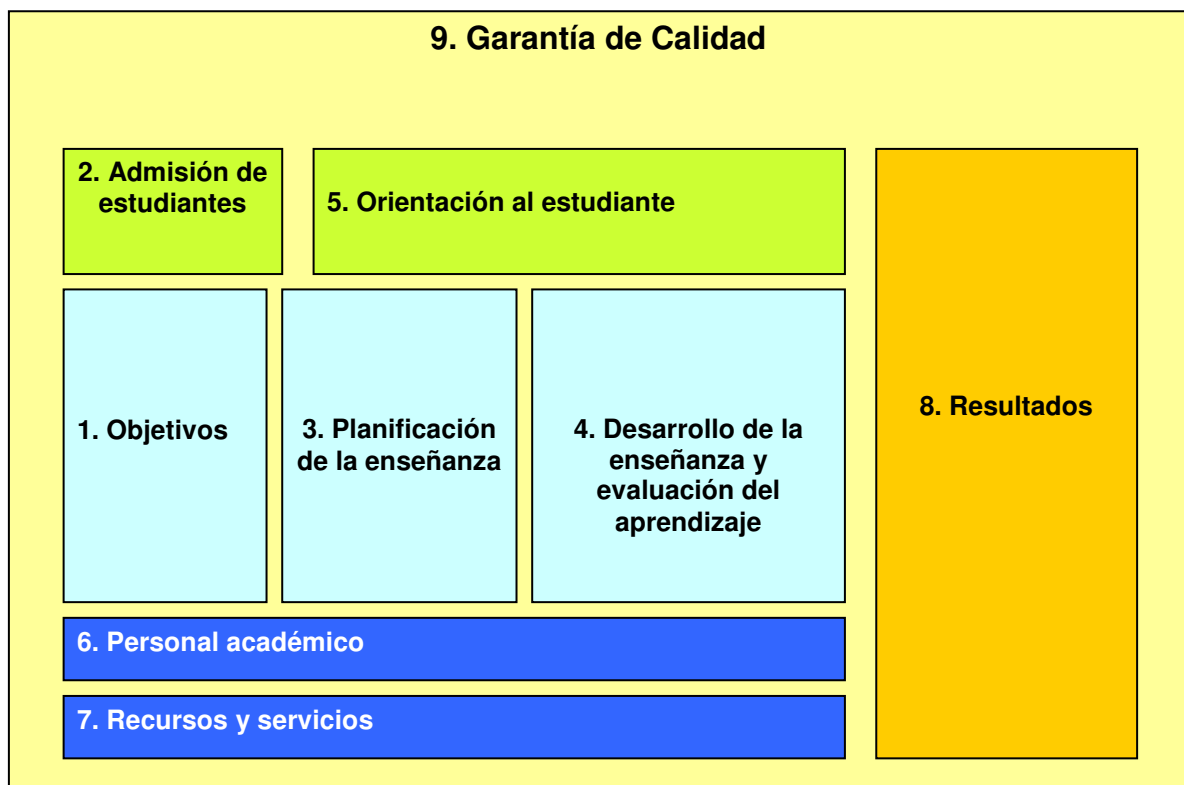 9. Garantía de Calidad
2. Admisión de
estudiantes
5. Orientación al estudiante
1. Objetivos
3. Planificación
de la enseñanza
4. Desarrollo de la
enseñanza y
evaluación del
aprendizaje
8. Resultados
6. Personal académico
7. Recursos y servicios